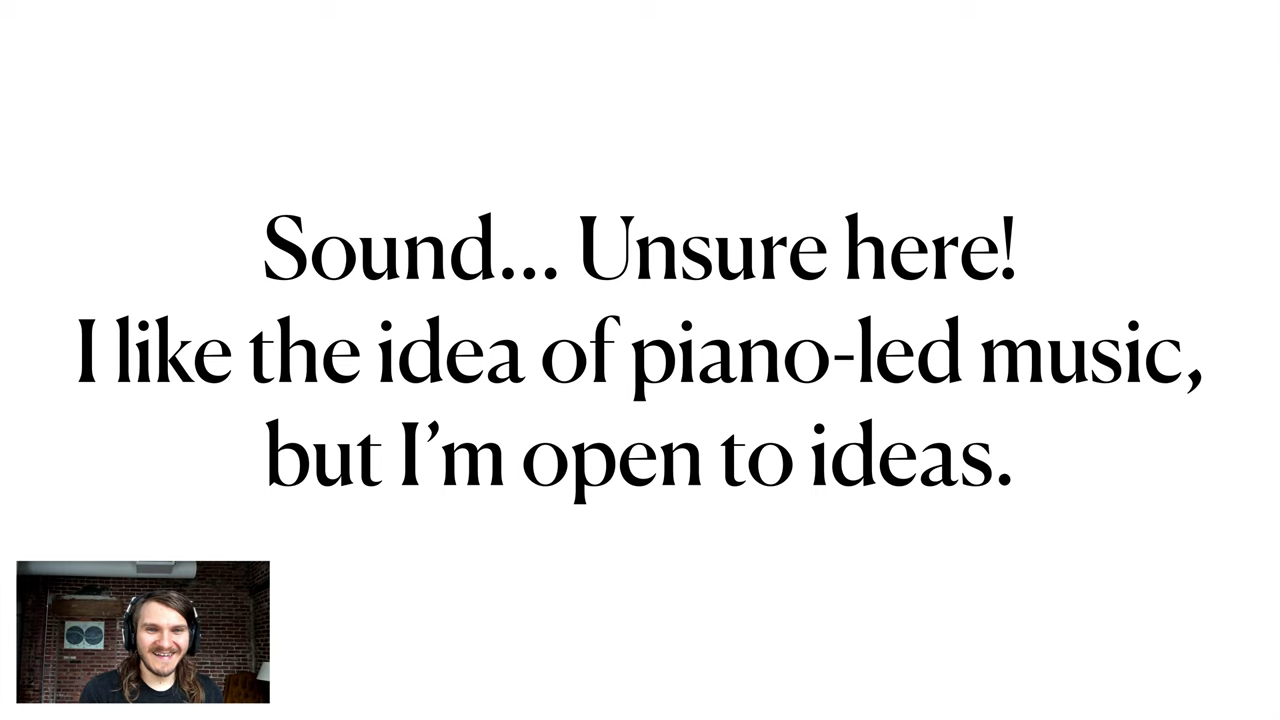 Sound... Unsure here!
I like the idea of piano-led music,
but I’m open to ideas.